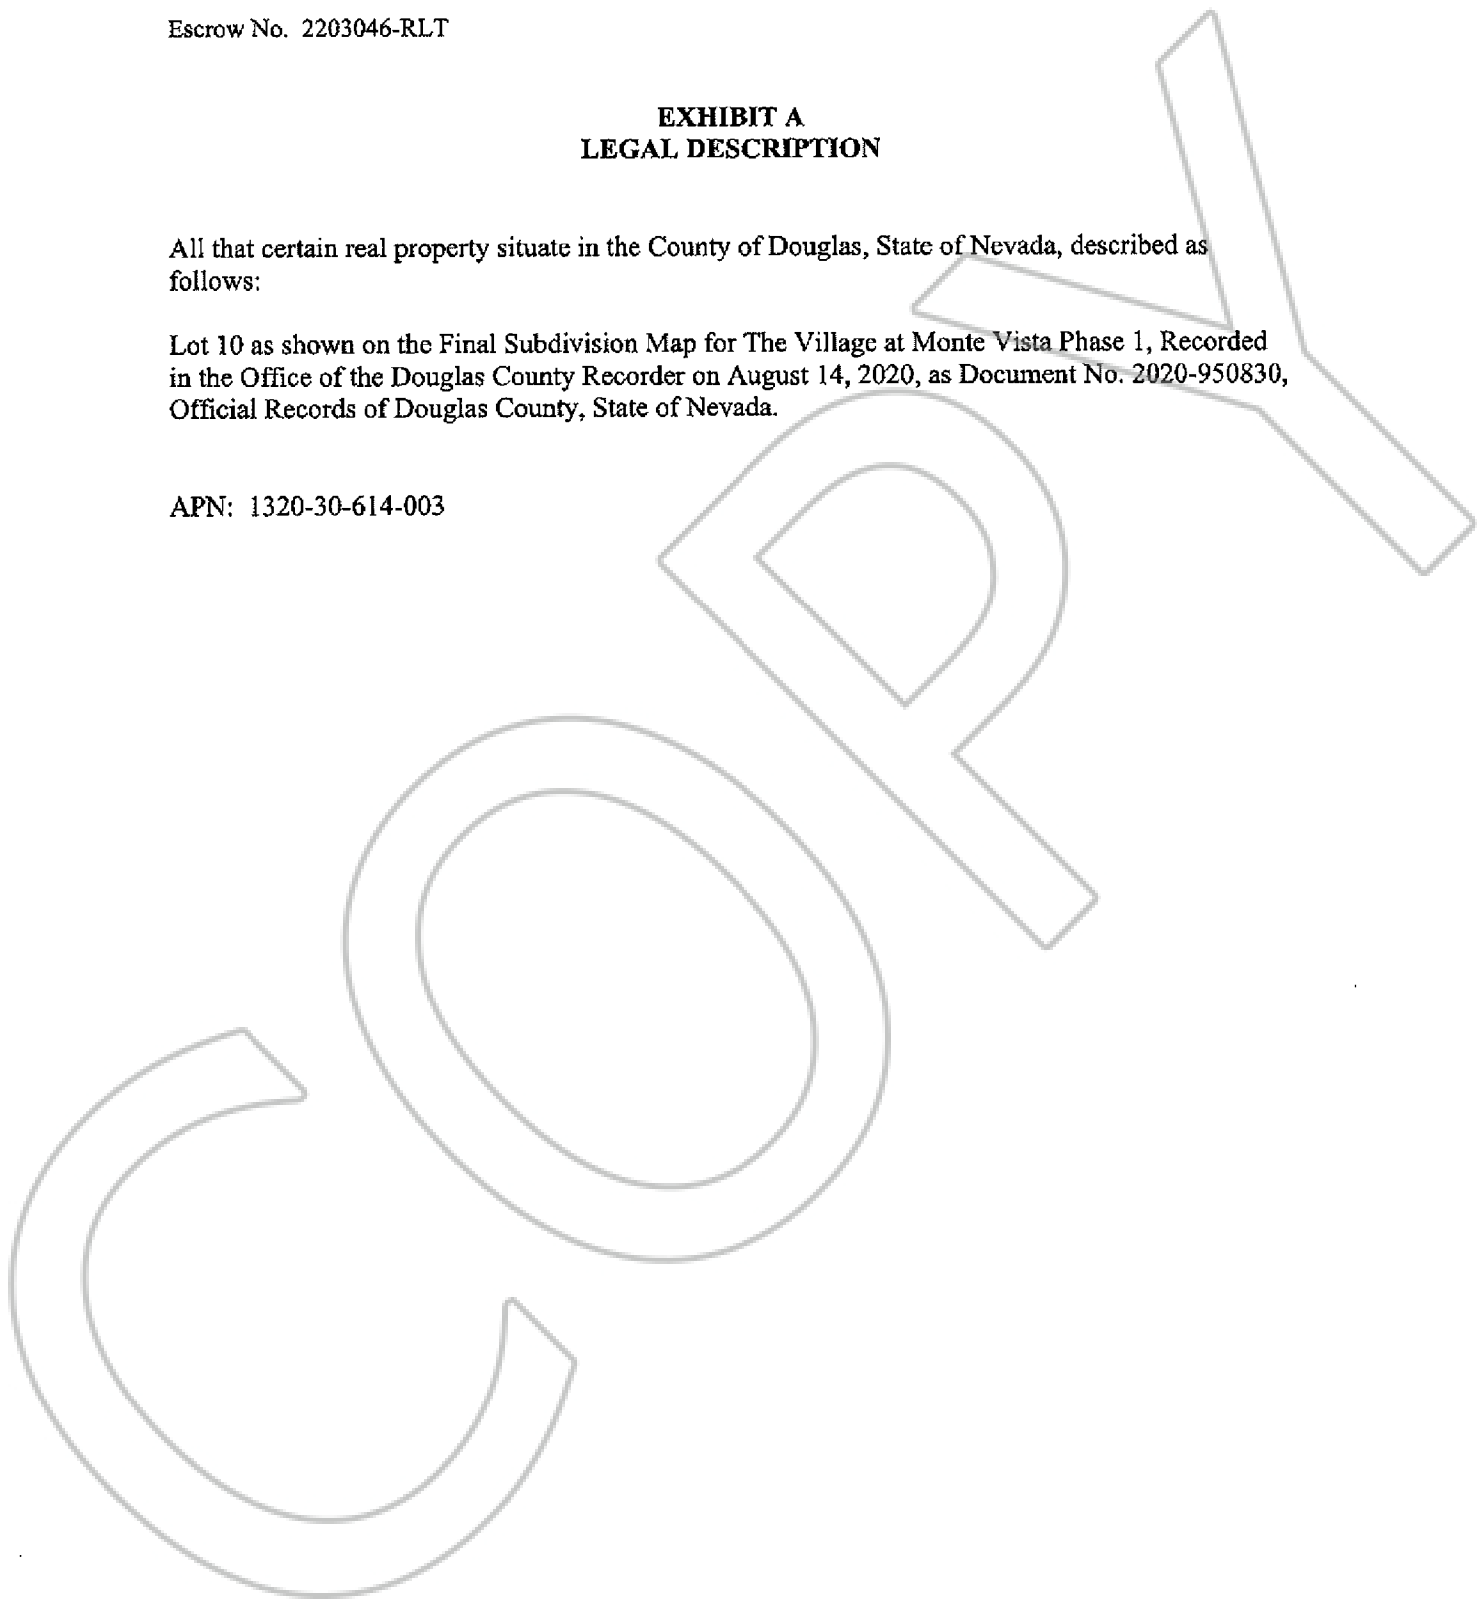 Escrow No. 2203046-RLT
EXHIBIT A
LEGAL DESCRIPTION
All that certain real property situate in the County of Douglas, State of Nevada, described as
follows:
Lot 10 as shown on the Final Subdivision Map for The Village at Monte Vista Phase 1, Recorded
in the Office of the Douglas County Recorder on August 14, 2020, as Document No. 2020-950830,
Official Records of Douglas County, State of Nevada.
APN: 1320-30-614-003
COPY